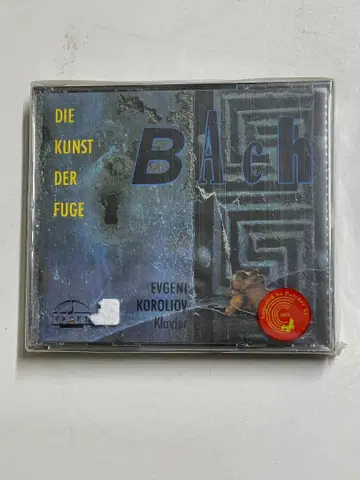 DIE
KUNST
DER
FUGE
BAch
EVGENI
KOROLIOV
Klavier